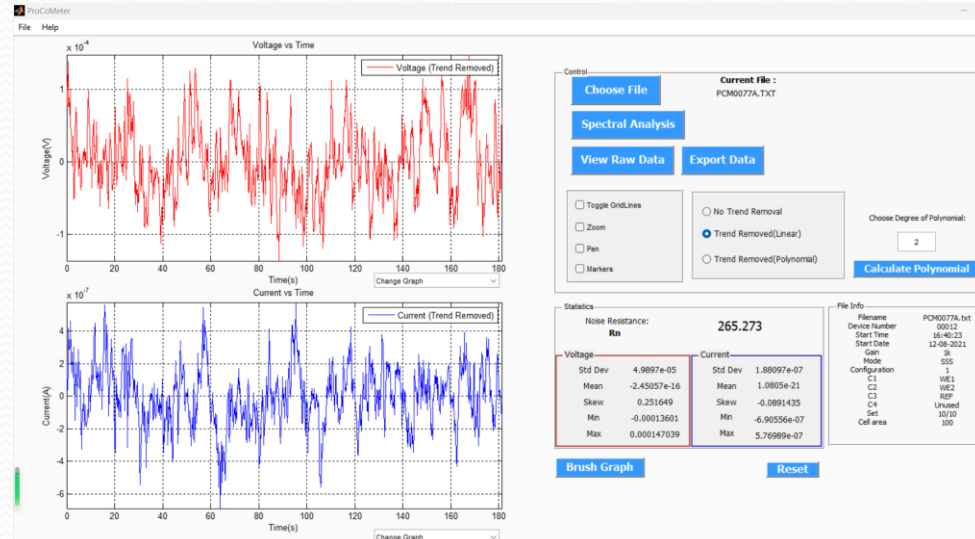 ProCoMeter
File Help
Voltage vs Time
x 10-4
Voltage (Trend Removed)
1
0
-1
Voltage(V)
0 20 40 60 80 100 120 140 160 180
Time(s)
Change Graph
Current vs Time
x 10-7
Current (Trend Removed)
4
2
0
-2
-4
-6
Current(A)
0 20 40 60 80 100 120 140 160 180
Time(s)
Change Graph
Control
Choose File
Current File :
PCM0077A.TXT
Spectral Analysis
View Raw Data Export Data
Toggle GridLines
Zoom
Pan
Markers
No Trend Removal
Trend Removed(Linear)
Trend Removed(Polynomial)
Choose Degree of Polynomial:
2
Calculate Polynomial
Statistics
Noise Resistance:
Rn
265.273
Voltage
Std Dev 4.9897e-05
Mean -2.45057e-16
Skew 0.251649
Min -0.00013601
Max 0.000147039
Current
Std Dev 1.88097e-07
Mean 1.0805e-21
Skew -0.0891435
Min -6.90556e-07
Max 5.76989e-07
File Info
Filename PCM0077A.txt
Device Number 00012
Start Time 16:40:23
Start Date 12-08-2021
Gain 1k
Mode SSS
Configuration 1
C1 WE1
C2 WE2
C3 REF
C4 Unused
Set 10/10
Cell area 100
Brush Graph
Reset